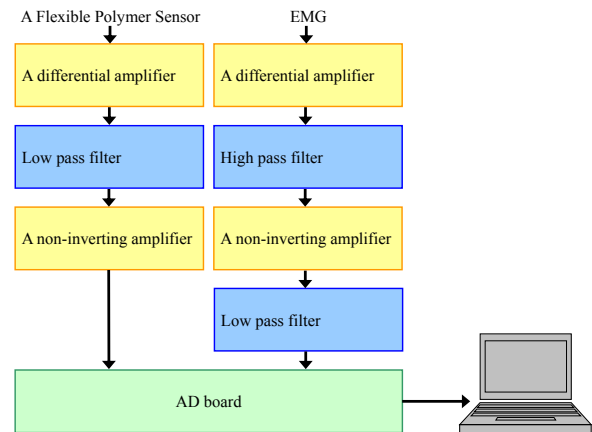 A Flexible Polymer Sensor
EMG
A differential amplifier
A differential amplifier
Low pass filter
High pass filter
A non-inverting amplifier
A non-inverting amplifier
Low pass filter
AD board